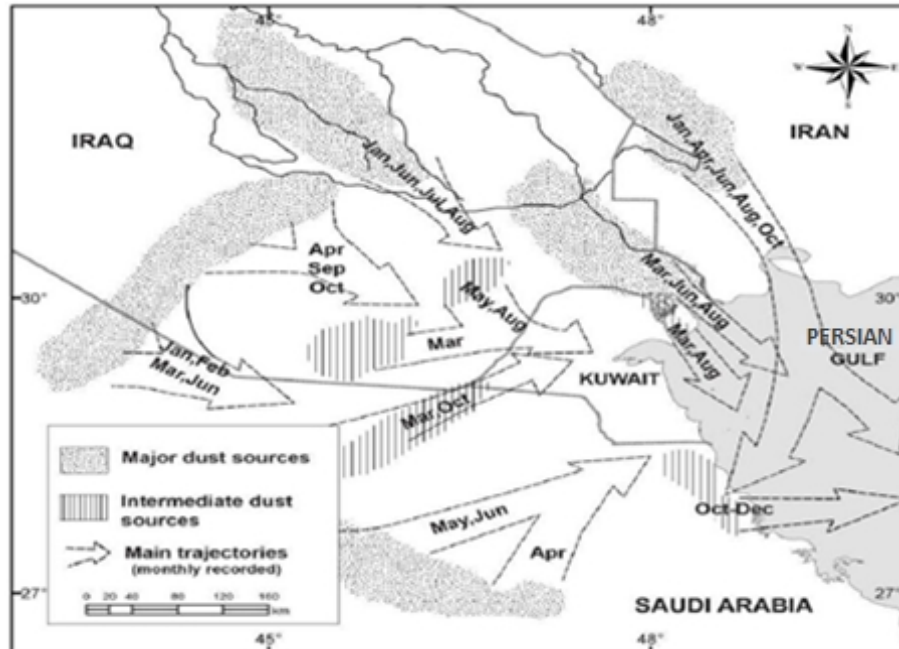 45°
48°
N
W
E
S
IRAQ
IRAN
Jan,Apr,Jun,Aug,Oct
Jan,Jun,Jul,Aug
Apr
Sep
Oct
Mar,Jun,Aug
30°
30°
May,Aug
Mar
Mar,Aug
PERSIAN
GULF
Jan,Feb
Mar,Jun
KUWAIT
Mar,Oct
Major dust sources
Intermediate dust
sources
Main trajectories
(monthly recorded)
0 20 40 80 120 160
km
May,Jun
Apr
Oct-Dec
27°
27°
SAUDI ARABIA
45°
48°